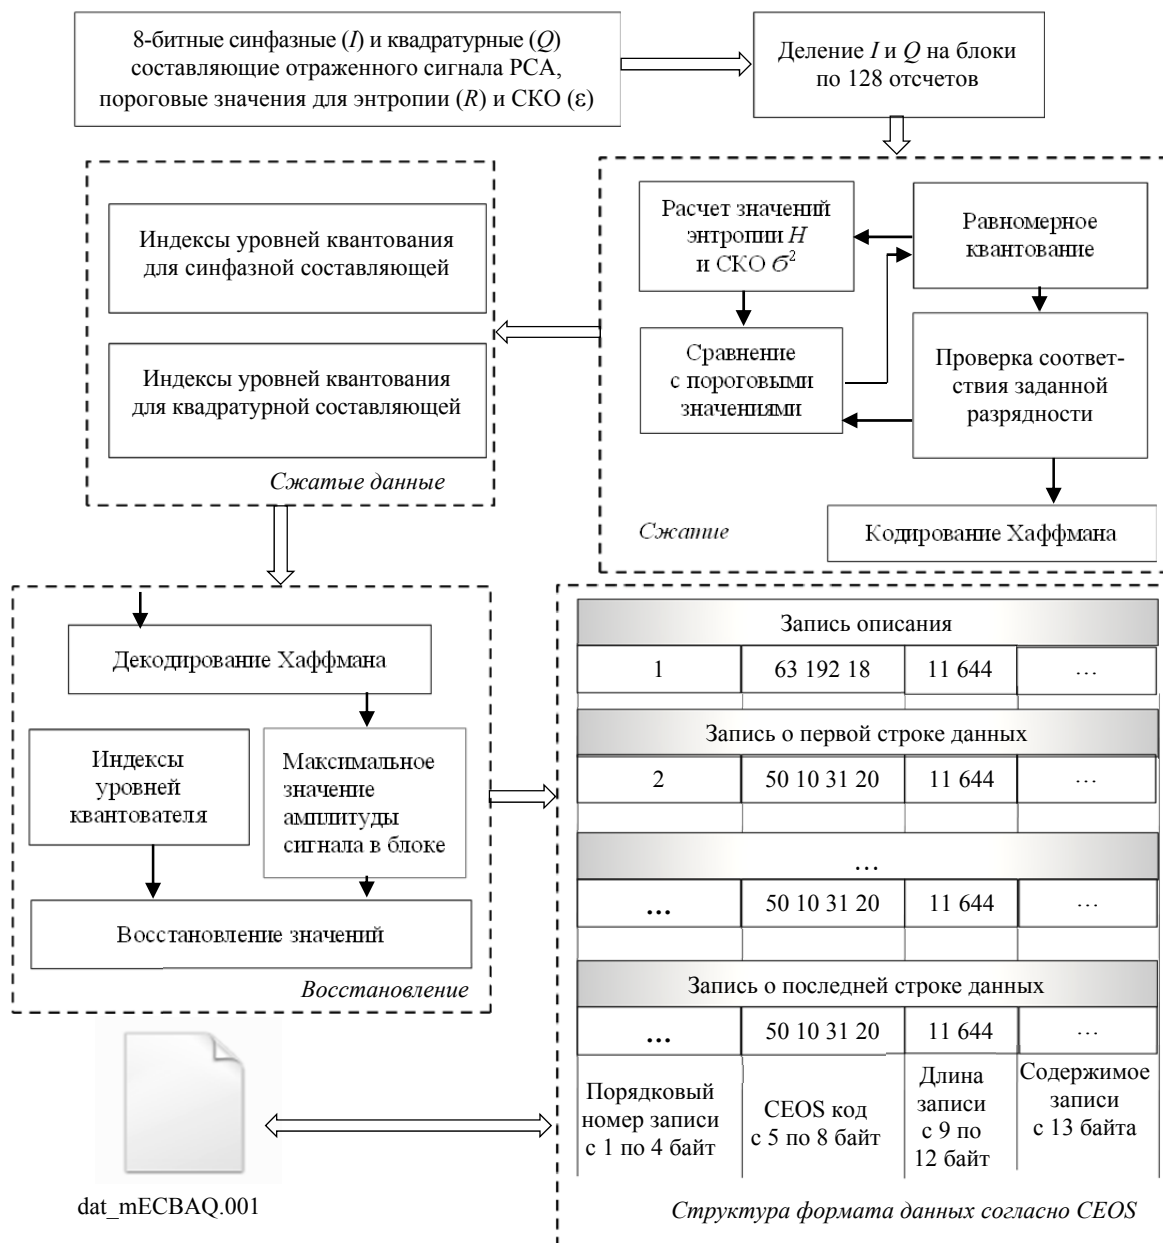 8-битные синфазные (I) и квадратурные (Q)
составляющие отраженного сигнала РСА,
пороговые значения для энтропии (R) и СКО (ε)
Деление I и Q на блоки
по 128 отсчетов
Расчет значений
энтропии H
и СКО σ²
Равномерное
квантование
Сравнение
с пороговыми
значениями
Проверка соответ-
ствия заданной
разрядности
Сжатие
Кодирование Хаффмана
Индексы уровней квантования
для синфазной составляющей
Индексы уровней квантования
для квадратурной составляющей
Сжатые данные
Декодирование Хаффмана
Индексы
уровней
квантователя
Максимальное
значение
амплитуды
сигнала в блоке
Восстановление значений
Восстановление
Запись описания
1 63 192 18 11 644 ...
Запись о первой строке данных
2 50 10 31 20 11 644 ...
...
... 50 10 31 20 11 644 ...
Запись о последней строке данных
... 50 10 31 20 11 644 ...
Порядковый
номер записи
с 1 по 4 байт
CEOS код
с 5 по 8 байт
Длина
записи
с 9 по
12 байт
Содержимое
записи
с 13 байта
Структура формата данных согласно CEOS
dat_mECBAQ.001